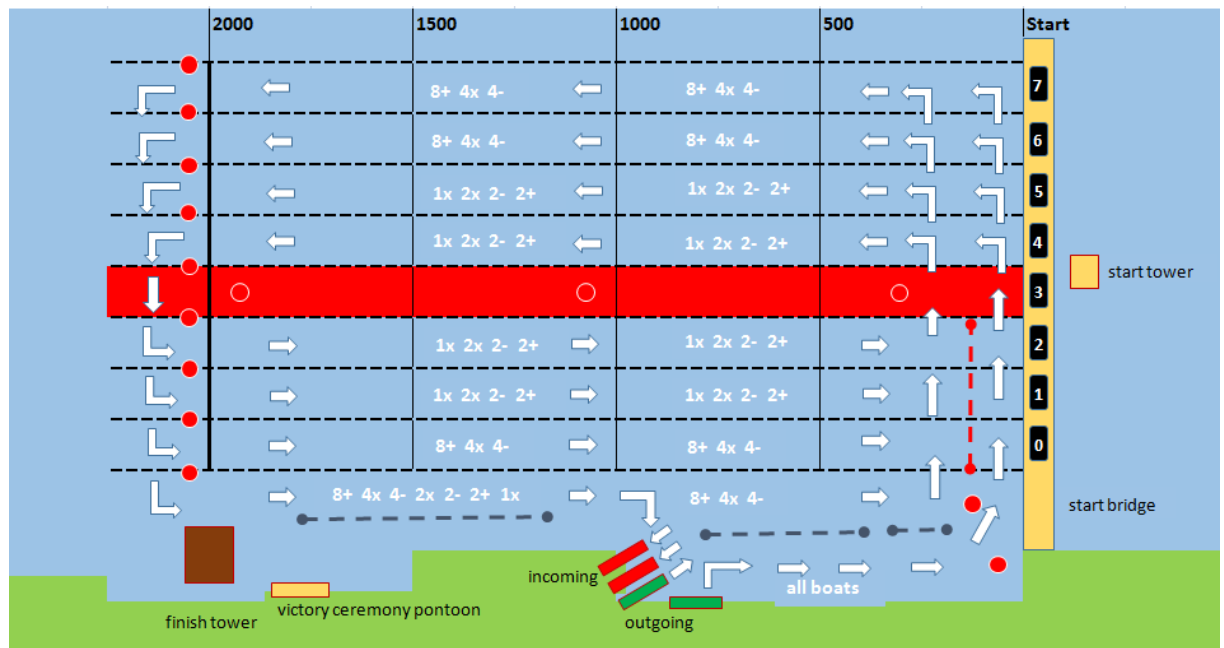 2000 1500 1000 500 Start
8+ 4x 4- 8+ 4x 4- 7
8+ 4x 4- 8+ 4x 4- 6
1x 2x 2- 2+ 1x 2x 2- 2+ 5
1x 2x 2- 2+ 1x 2x 2- 2+ 4
start tower
3
1x 2x 2- 2+ 1x 2x 2- 2+ 2
1x 2x 2- 2+ 1x 2x 2- 2+ 1
8+ 4x 4- 8+ 4x 4- 0
8+ 4x 4- 2x 2- 2+ 1x 8+ 4x 4-
start bridge
incoming
all boats
victory ceremony pontoon
finish tower
outgoing